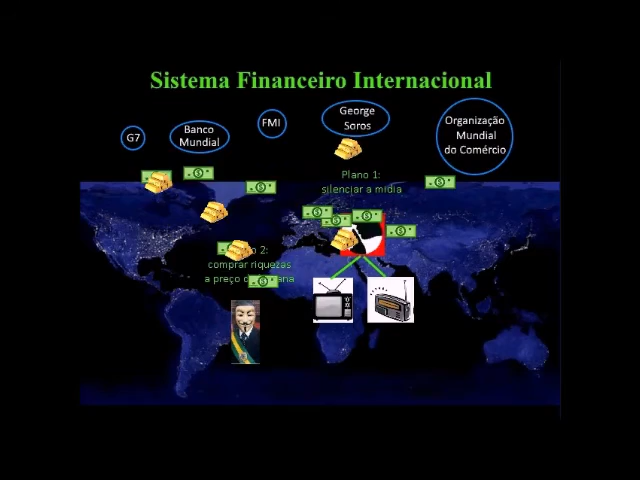 Sistema Financeiro Internacional
G7
Banco
Mundial
FMI
George
Soros
Organização
Mundial
do Comércio
Plano 1:
silenciar a mídia
2:
comprar riquezas
a preço